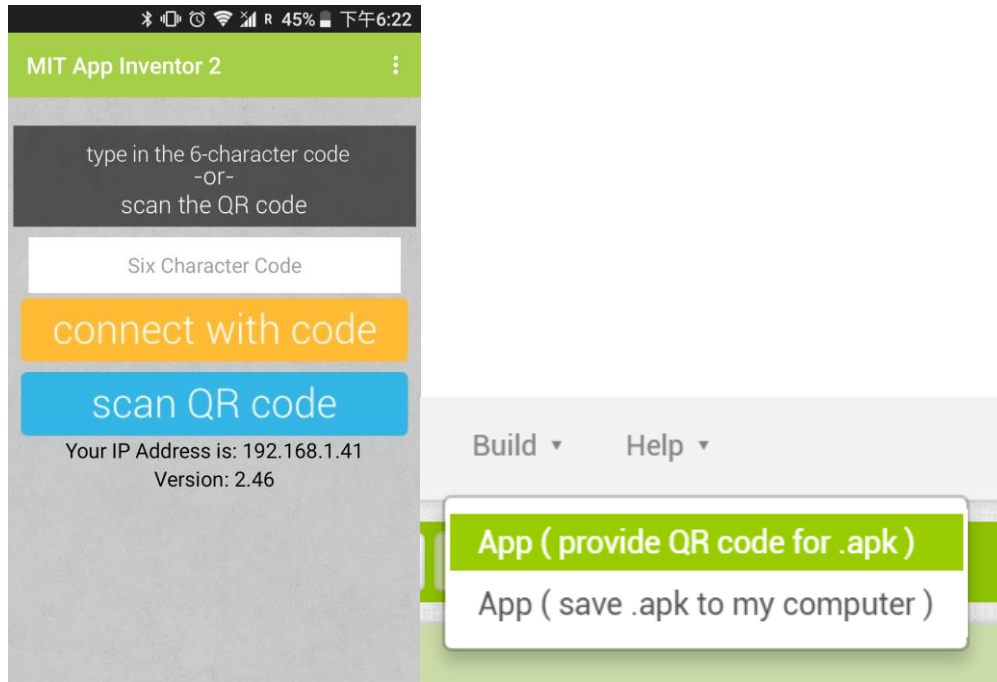 R 45% 下午6:22
MIT App Inventor 2
type in the 6-character code
-or-
scan the QR code
Six Character Code
connect with code
scan QR code
Your IP Address is: 192.168.1.41
Version: 2.46
Build ▾ Help ▾
App ( provide QR code for .apk )
App ( save .apk to my computer )